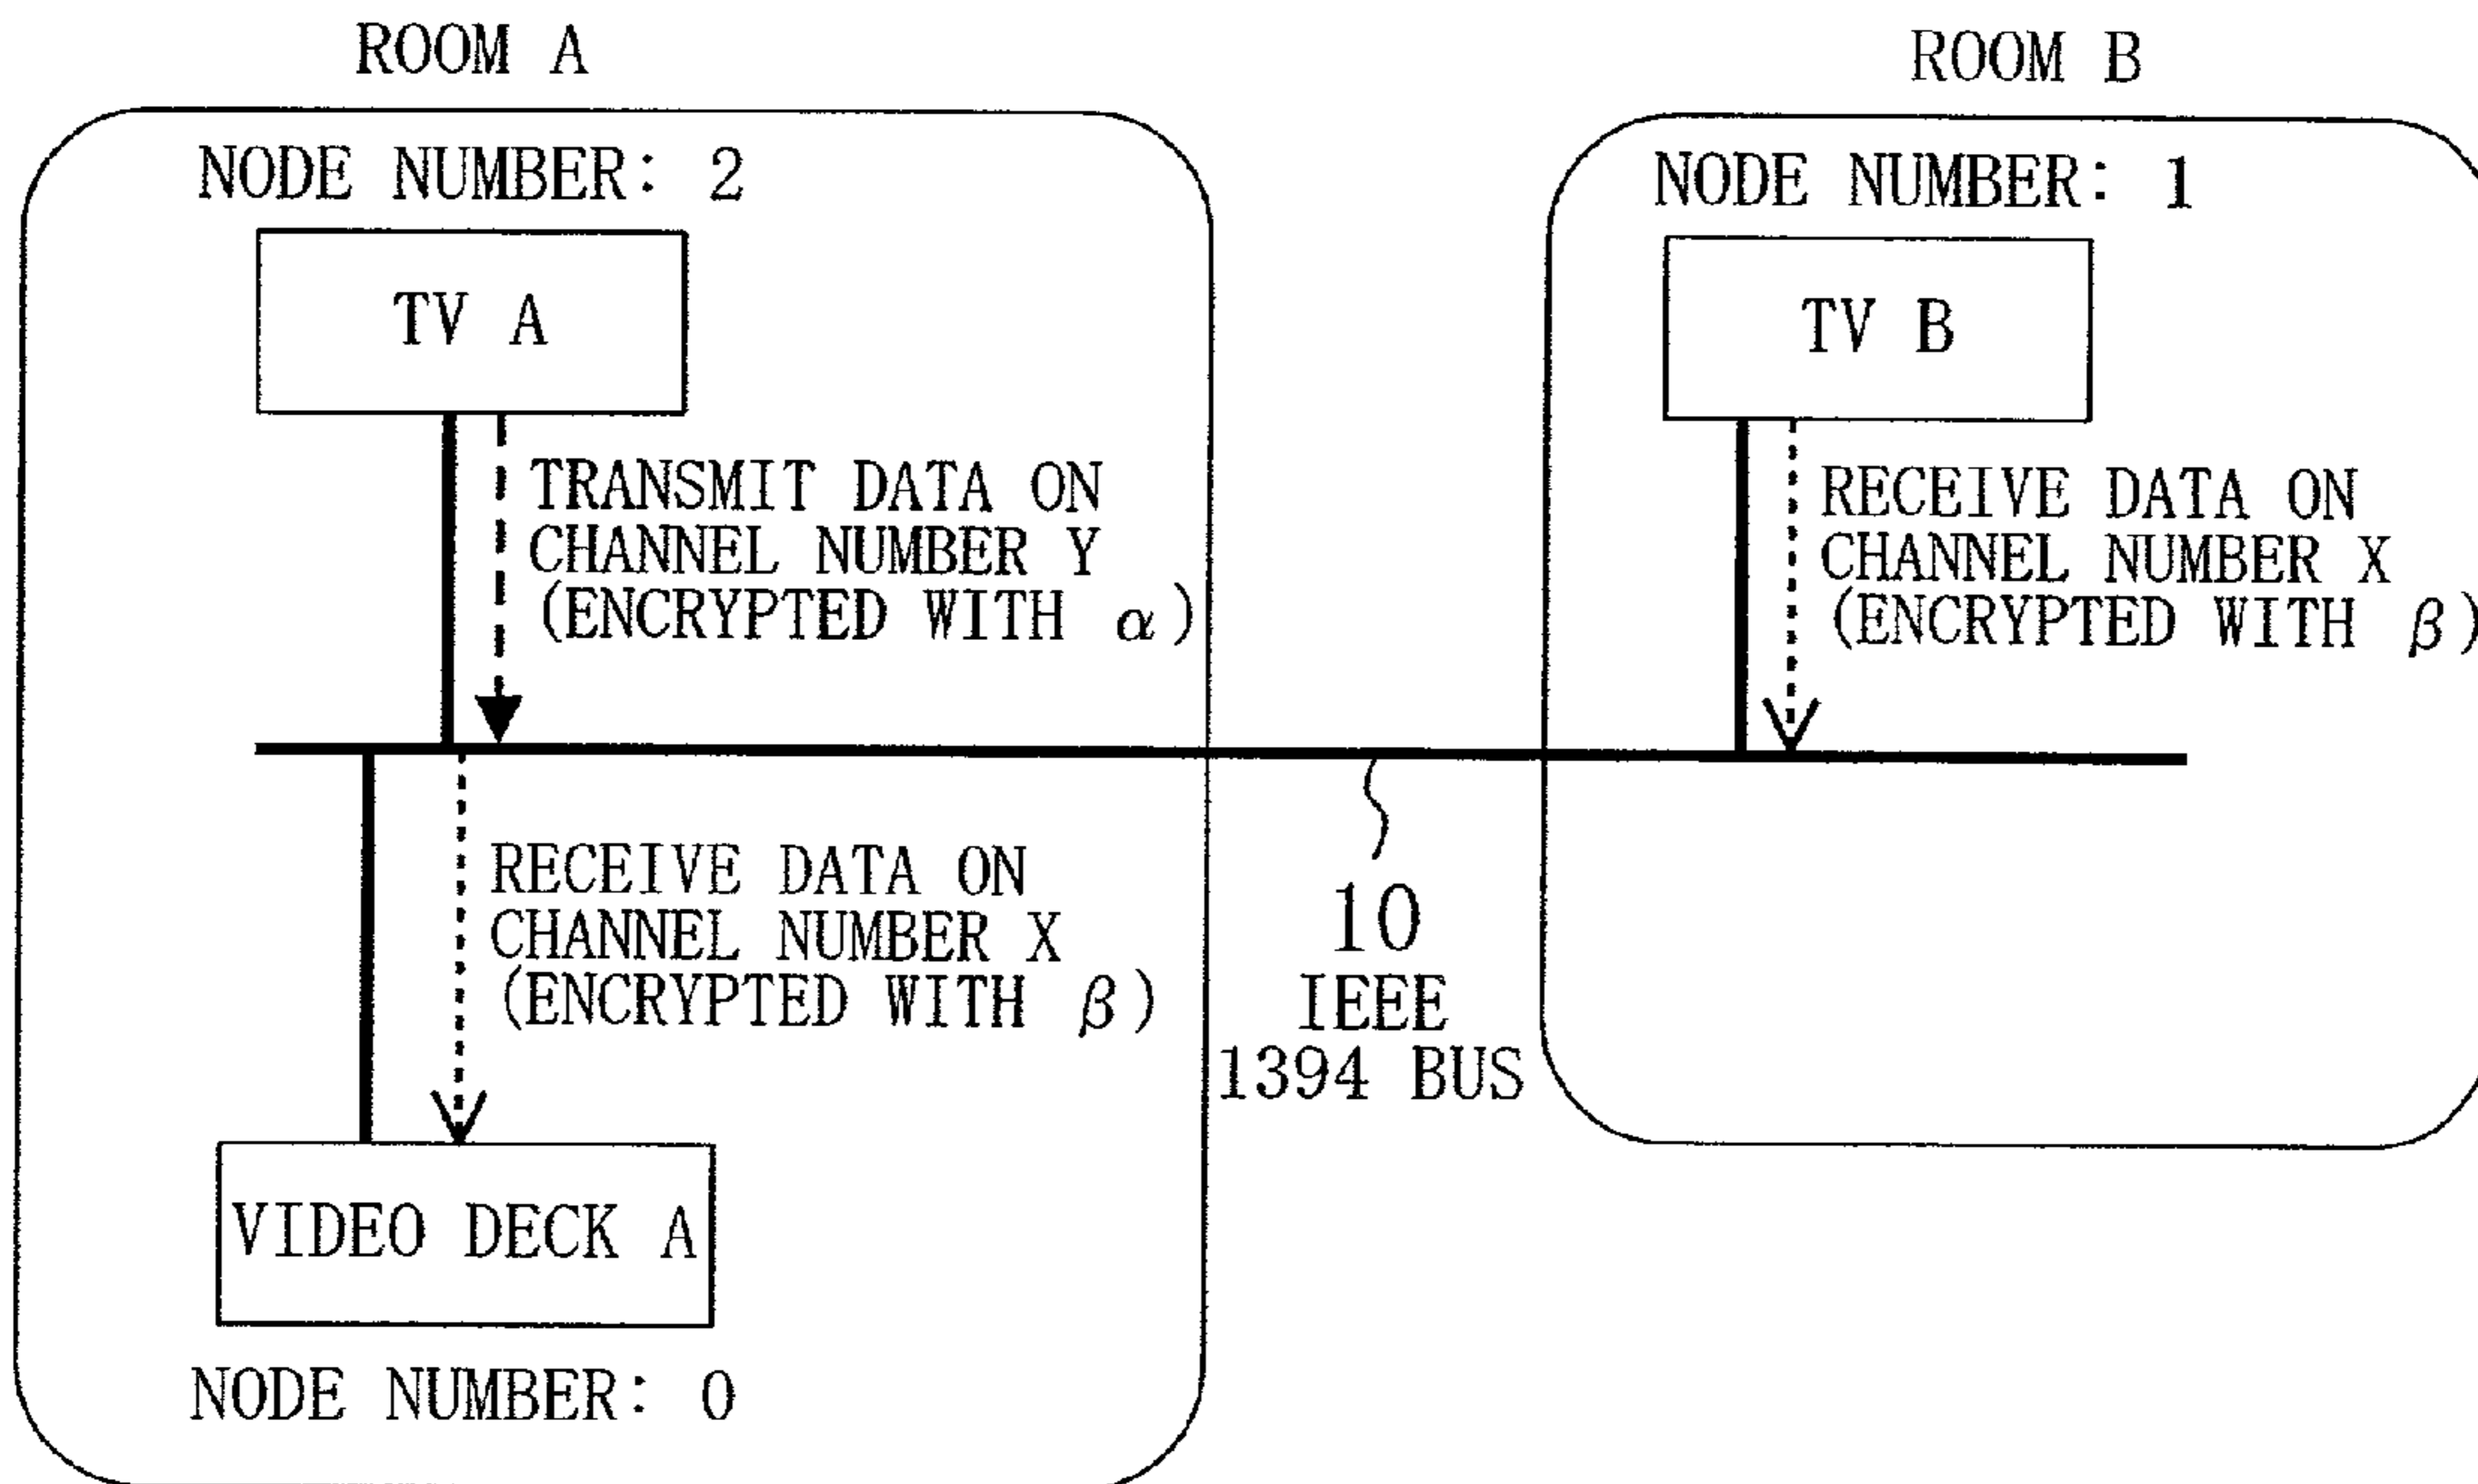 ROOM A
NODE NUMBER: 2
TV A
TRANSMIT DATA ON
CHANNEL NUMBER Y
(ENCRYPTED WITH α)
RECEIVE DATA ON
CHANNEL NUMBER X
(ENCRYPTED WITH β)
VIDEO DECK A
NODE NUMBER: 0
10
IEEE
1394 BUS
ROOM B
NODE NUMBER: 1
TV B
RECEIVE DATA ON
CHANNEL NUMBER X
(ENCRYPTED WITH β)